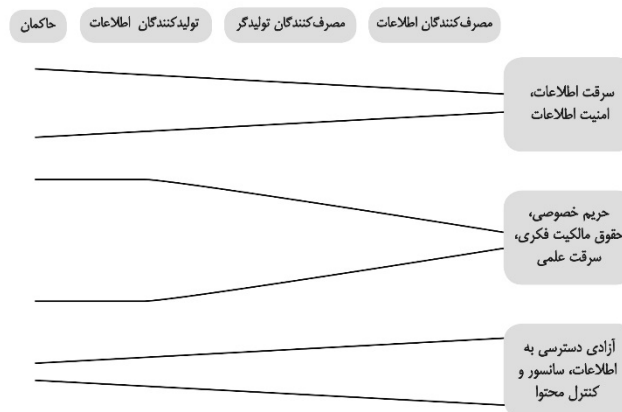 مصرف‌کنندگان اطلاعات
مصرف‌کنندگان تولیدگر
تولیدکنندگان اطلاعات
حاکمان
سرقت اطلاعات،
امنیت اطلاعات
حریم خصوصی،
حقوق مالکیت فکری،
سرقت علمی
آزادی دسترسی به
اطلاعات، سانسور و
کنترل محتوا